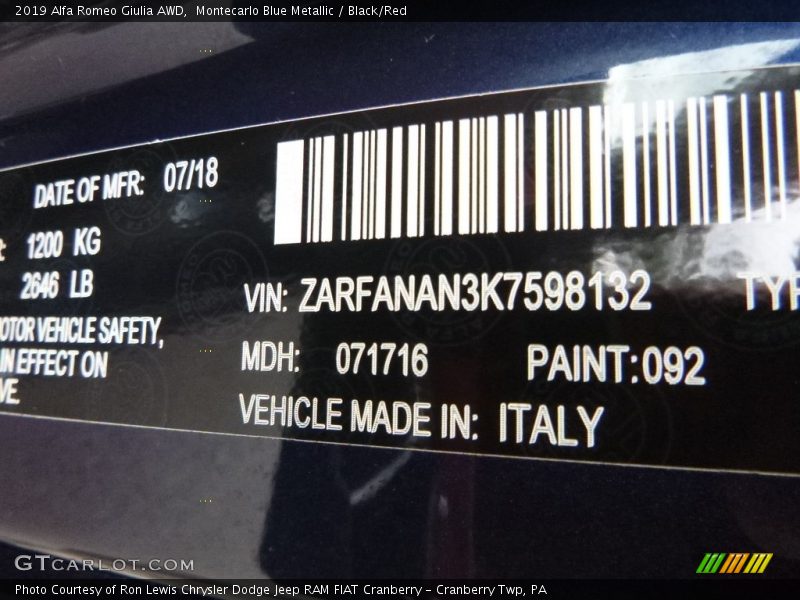 2019 Alfa Romeo Giulia AWD, Montecarlo Blue Metallic / Black/Red
DATE OF MFR: 07/18
1200 KG
2646 LB
MOTOR VEHICLE SAFETY,
IN EFFECT ON
VIN: ZARFANAN3K7598132
MDH: 071716
PAINT: 092
VEHICLE MADE IN: ITALY
GTCARLOT.COM
Photo Courtesy of Ron Lewis Chrysler Dodge Jeep RAM FIAT Cranberry – Cranberry Twp, PA